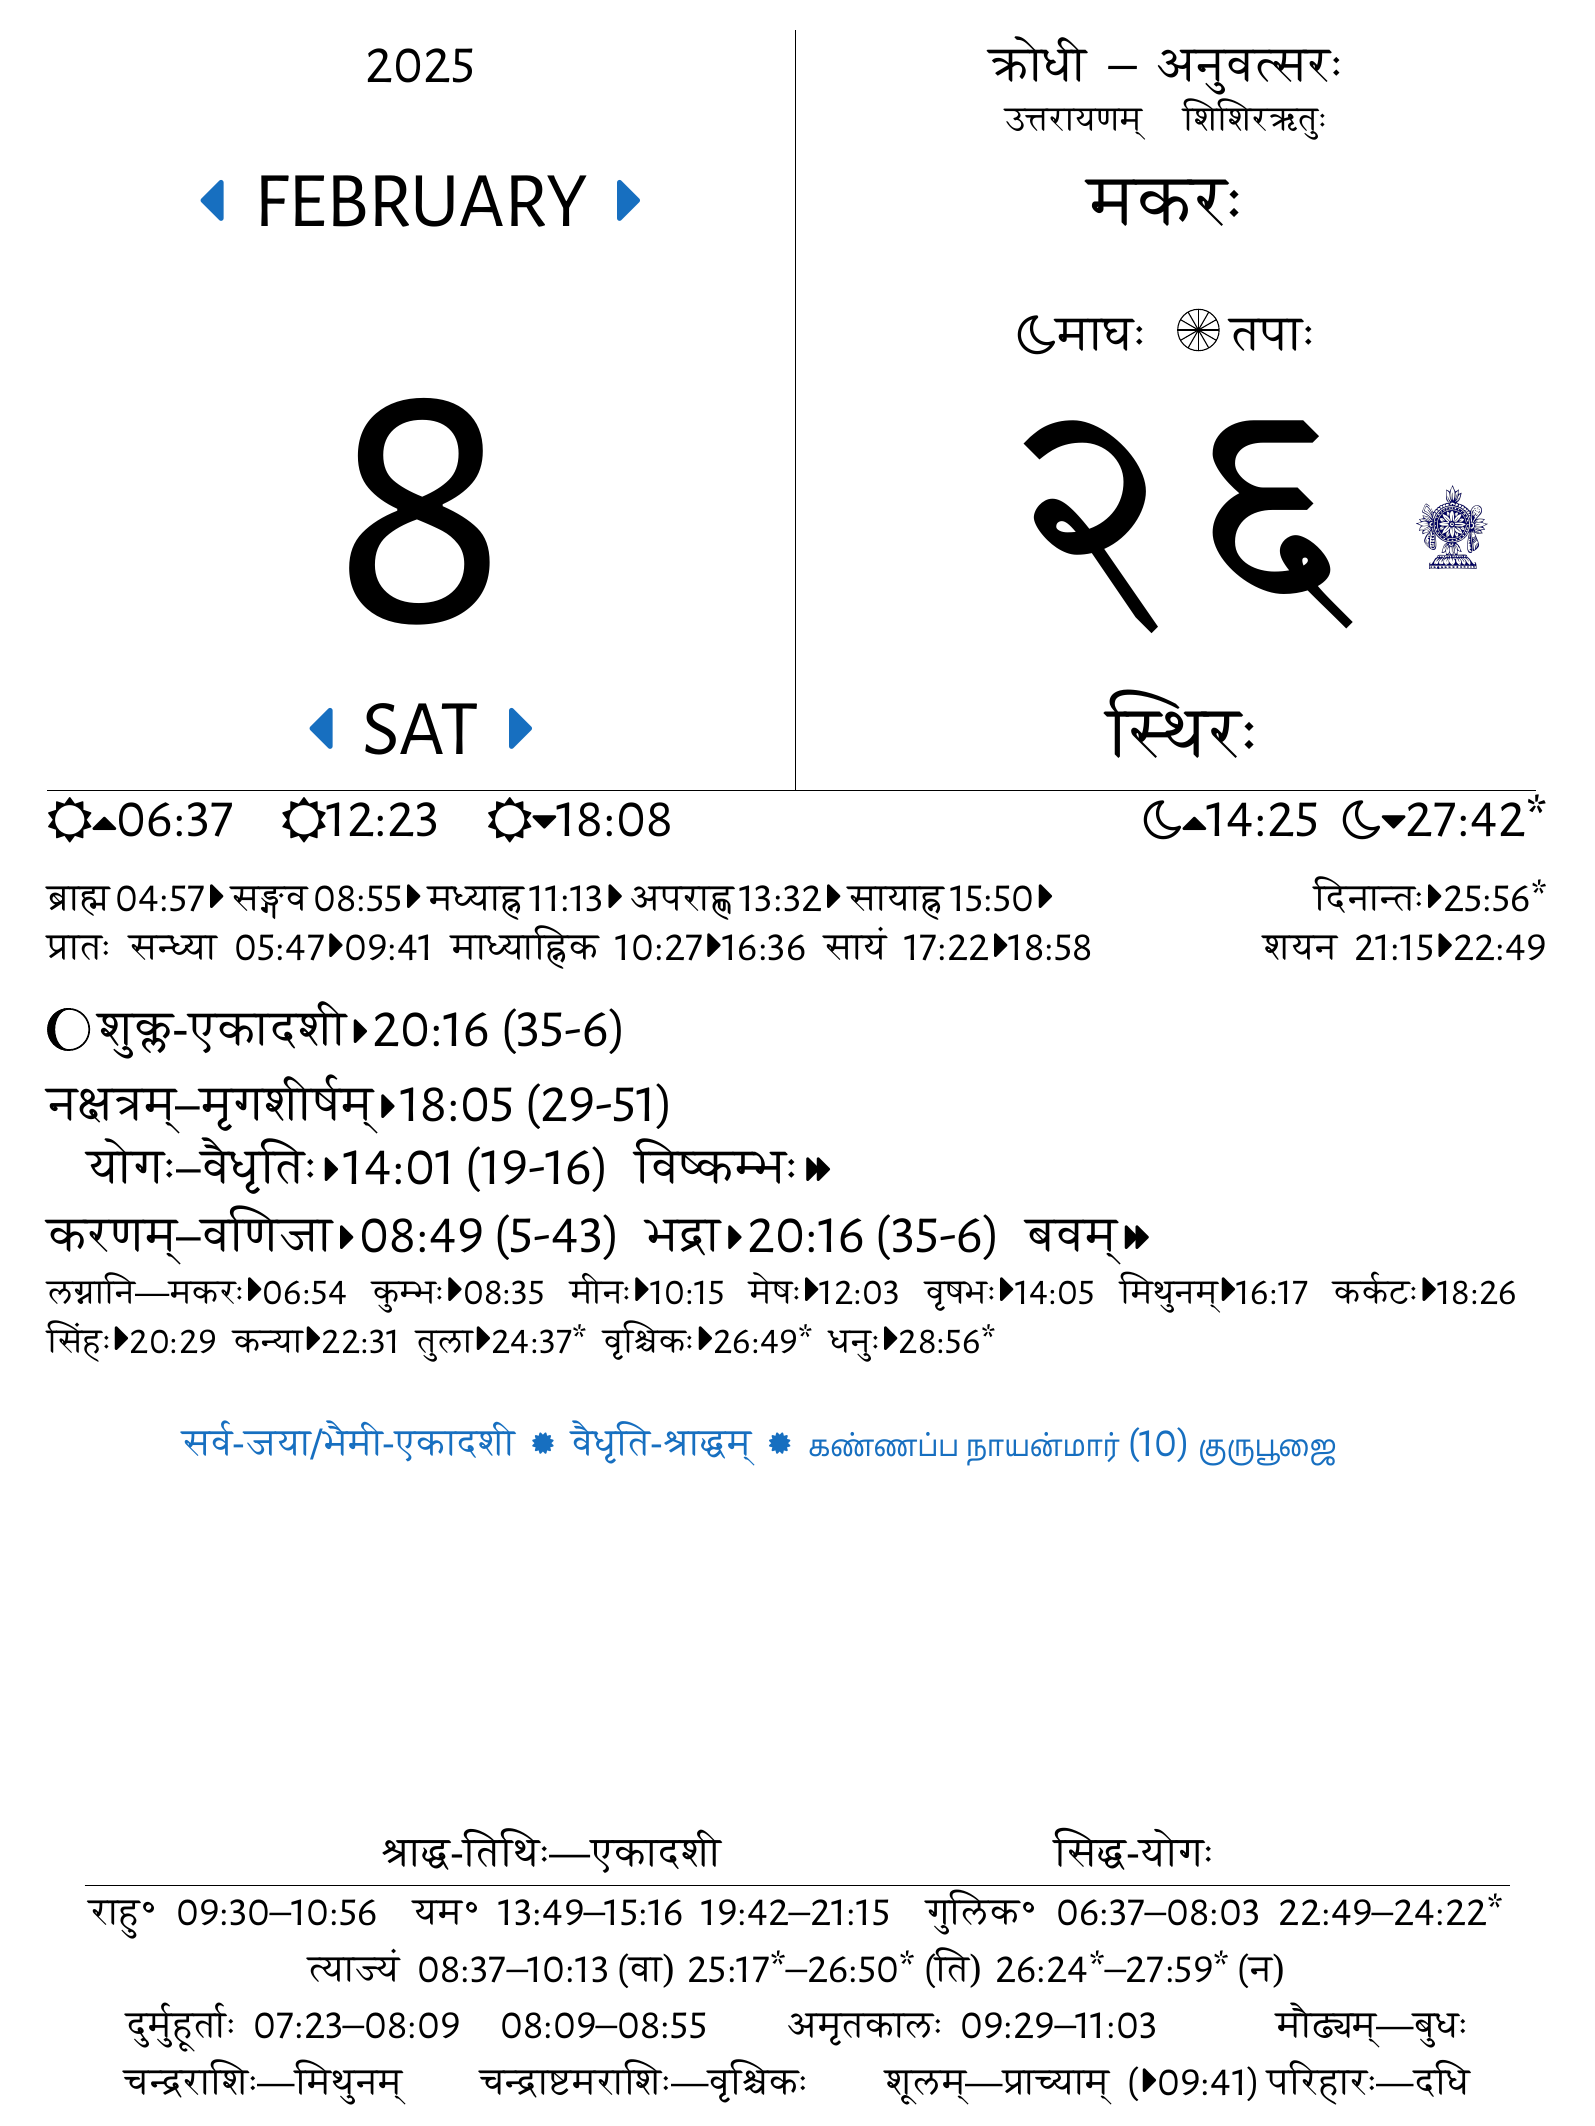 2025
FEBRUARY
8
SAT
क्रोधी – अनुवत्सरः
उत्तरायणम् शिशिरऋतुः
मकरः
माघः तपाः
२६
स्थिरः
06:37 12:23 18:08 14:25 27:42*
ब्राह्म 04:57 सङ्गव 08:55 मध्याह्न 11:13 अपराह्ण 13:32 सायाह्न 15:50 दिनान्तः 25:56*
प्रातः सन्ध्या 05:47 09:41 माध्याह्निक 10:27 16:36 सायं 17:22 18:58 शयन 21:15 22:49
शुक्ल-एकादशी 20:16 (35-6)
नक्षत्रम्–मृगशीर्षम् 18:05 (29-51)
योगः–वैधृतिः 14:01 (19-16) विष्कम्भः
करणम्–वणिजा 08:49 (5-43) भद्रा 20:16 (35-6) बवम्
लग्नानि—मकरः 06:54 कुम्भः 08:35 मीनः 10:15 मेषः 12:03 वृषभः 14:05 मिथुनम् 16:17 कर्कटः 18:26
सिंहः 20:29 कन्या 22:31 तुला 24:37* वृश्चिकः 26:49* धनुः 28:56*
सर्व-जया/भैमी-एकादशी वैधृति-श्राद्धम् கண்ணப்ப நாயன்மார் (10) குருபூஜை
श्राद्ध-तिथिः—एकादशी सिद्ध-योगः
राहु॰ 09:30–10:56 यम॰ 13:49–15:16 19:42–21:15 गुलिक॰ 06:37–08:03 22:49–24:22*
त्याज्यं 08:37–10:13 (वा) 25:17*–26:50* (ति) 26:24*–27:59* (न)
दुर्मुहूर्ताः 07:23–08:09 08:09–08:55 अमृतकालः 09:29–11:03 मौढ्यम्—बुधः
चन्द्रराशिः—मिथुनम् चन्द्राष्टमराशिः—वृश्चिकः शूलम्—प्राच्याम् (09:41) परिहारः—दधि